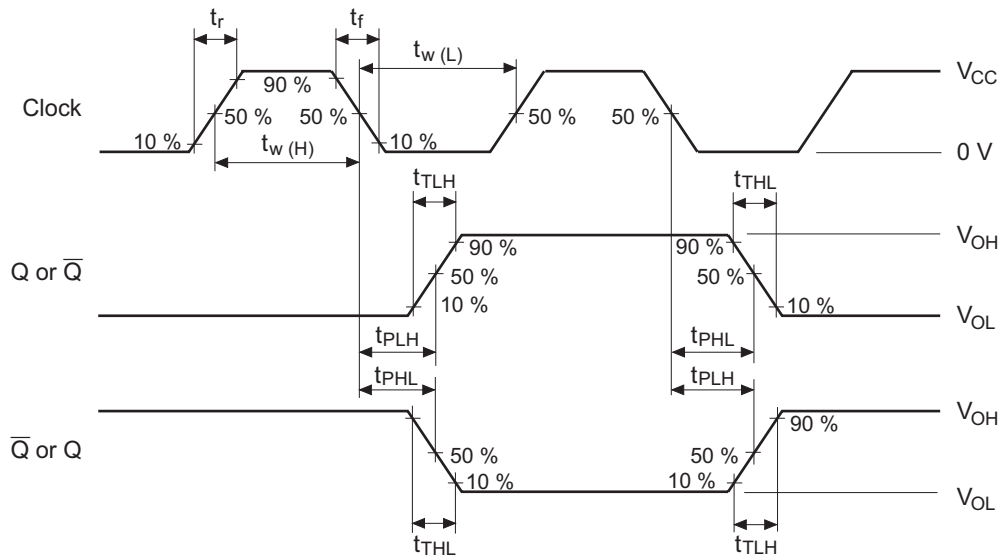 tr tf
tw (L)
90 % VCC
Clock 50 % 50 % 50 % 50 %
10 % tw (H) 10 % 0 V
tTLH tTHL
90 % 90 % VOH
Q or Q̅ 50 % 50 %
10 % 10 % VOL
tPLH tPHL
tPHL tPLH
VOH
90 %
Q̅ or Q 50 % 50 %
10 % 10 % VOL
tTHL tTLH